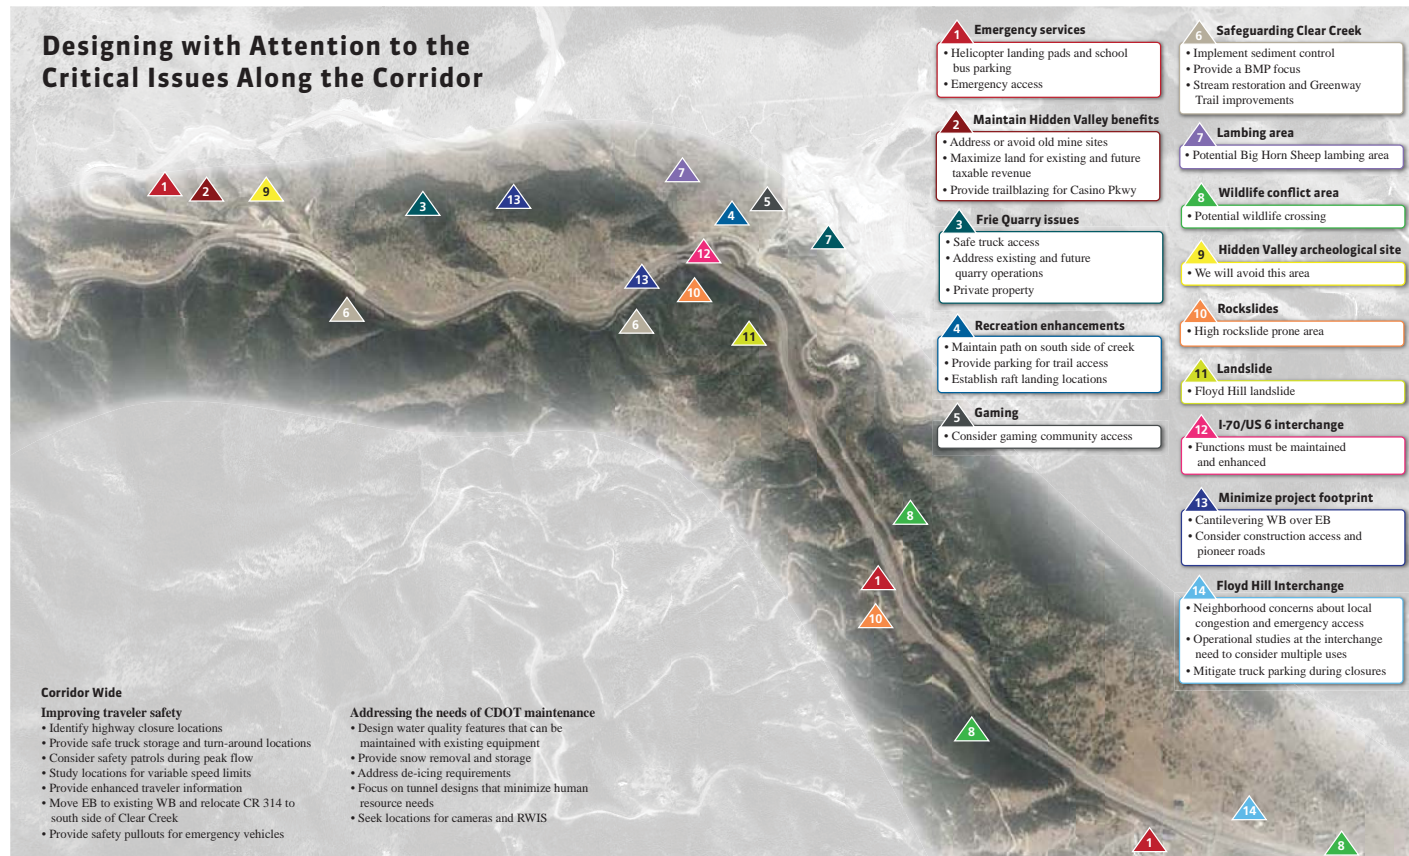 Designing with Attention to the
Critical Issues Along the Corridor
1
Emergency services
• Helicopter landing pads and school
bus parking
• Emergency access
2
Maintain Hidden Valley benefits
• Address or avoid old mine sites
• Maximize land for existing and future
taxable revenue
• Provide trailblazing for Casino Pkwy
3
Frie Quarry issues
• Safe truck access
• Address existing and future
quarry operations
• Private property
4
Recreation enhancements
• Maintain path on south side of creek
• Provide parking for trail access
• Establish raft landing locations
5
Gaming
• Consider gaming community access
6
Safeguarding Clear Creek
• Implement sediment control
• Provide a BMP focus
• Stream restoration and Greenway
Trail improvements
7
Lambing area
• Potential Big Horn Sheep lambing area
8
Wildlife conflict area
• Potential wildlife crossing
9
Hidden Valley archeological site
• We will avoid this area
10
Rockslides
• High rockslide prone area
11
Landslide
• Floyd Hill landslide
12
I-70/US 6 interchange
• Functions must be maintained
and enhanced
13
Minimize project footprint
• Cantilevering WB over EB
• Consider construction access and
pioneer roads
14
Floyd Hill Interchange
• Neighborhood concerns about local
congestion and emergency access
• Operational studies at the interchange
need to consider multiple uses
• Mitigate truck parking during closures
1
2
9
3
13
7
4
5
7
12
13
10
6
6
11
8
1
10
8
14
1
8
Corridor Wide
Improving traveler safety
• Identify highway closure locations
• Provide safe truck storage and turn-around locations
• Consider safety patrols during peak flow
• Study locations for variable speed limits
• Provide enhanced traveler information
• Move EB to existing WB and relocate CR 314 to
south side of Clear Creek
• Provide safety pullouts for emergency vehicles
Addressing the needs of CDOT maintenance
• Design water quality features that can be
maintained with existing equipment
• Provide snow removal and storage
• Address de-icing requirements
• Focus on tunnel designs that minimize human
resource needs
• Seek locations for cameras and RWIS